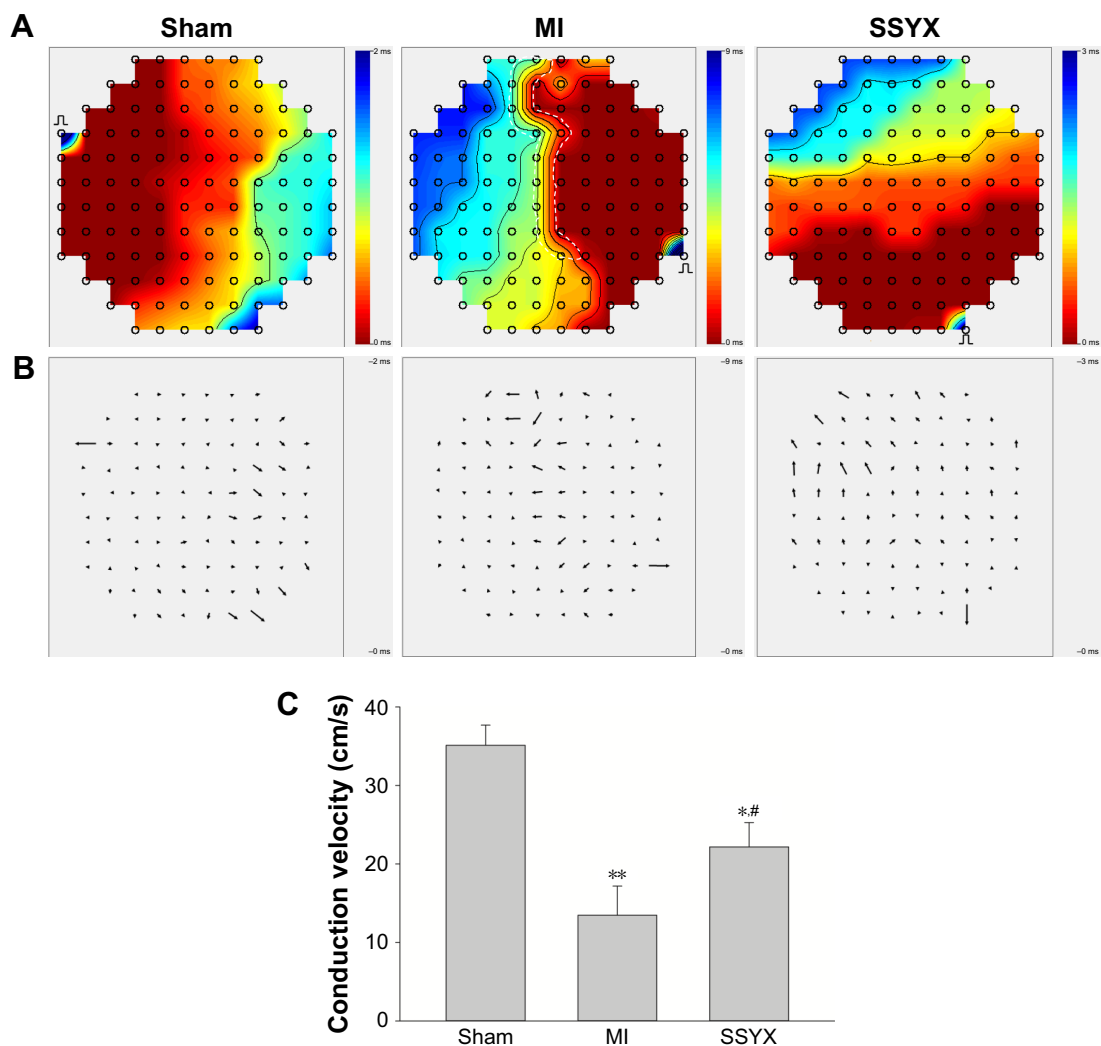 A Sham MI SSYX
2 ms 9 ms 3 ms
0 ms 0 ms 0 ms
B –2 ms –9 ms –3 ms
–0 ms –0 ms –0 ms
C
Conduction velocity (cm/s)
40
30
20
10
0
**
*,#
Sham MI SSYX